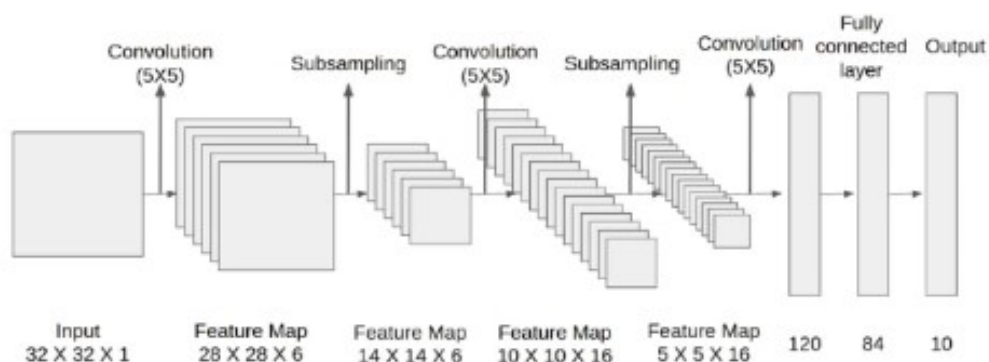 Convolution
(5X5)
Subsampling
Convolution
(5X5)
Subsampling
Convolution
(5X5)
Fully
connected
layer
Output
Input
32 X 32 X 1
Feature Map
28 X 28 X 6
Feature Map
14 X 14 X 6
Feature Map
10 X 10 X 16
Feature Map
5 X 5 X 16
120
84
10